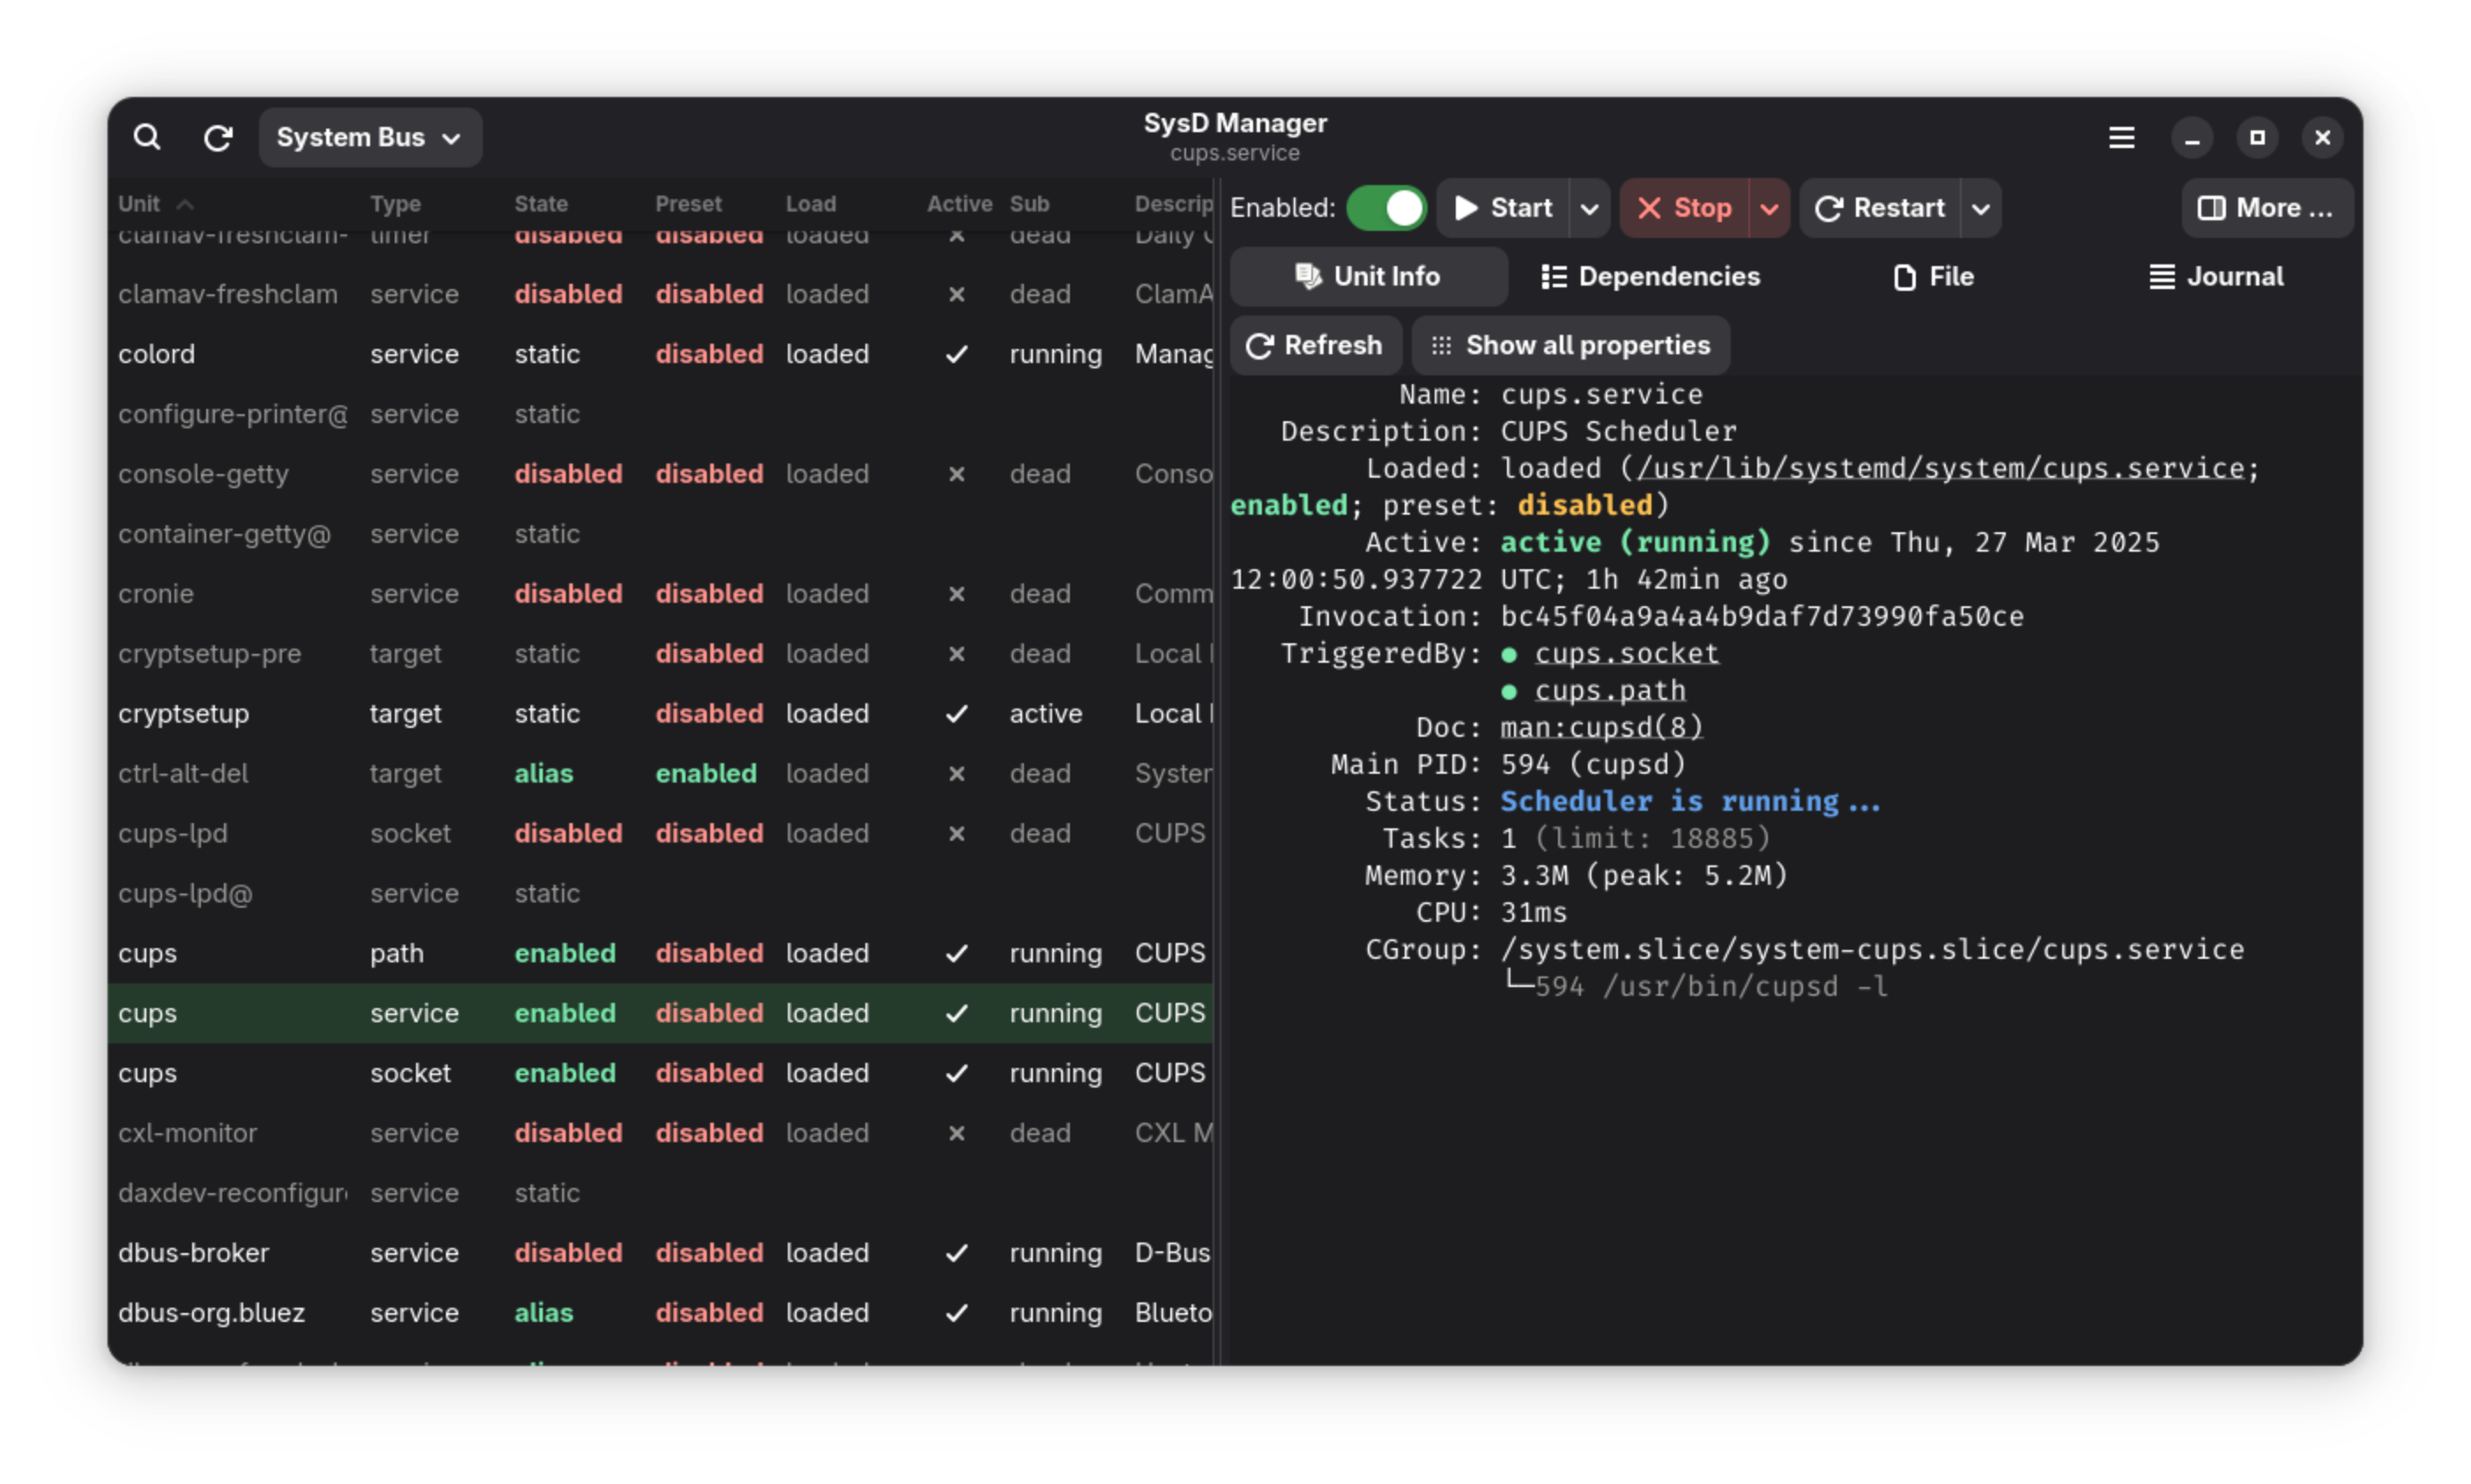 System Bus
SysD Manager
cups.service
Unit Type State Preset Load Active Sub Descrip
clamav-freshclam- timer disabled disabled loaded dead Daily
clamav-freshclam service disabled disabled loaded dead ClamA
colord service static disabled loaded running Manag
configure-printer@ service static
console-getty service disabled disabled loaded dead Conso
container-getty@ service static
cronie service disabled disabled loaded dead Comm
cryptsetup-pre target static disabled loaded dead Local
cryptsetup target static disabled loaded active Local
ctrl-alt-del target alias enabled loaded dead System
cups-lpd socket disabled disabled loaded dead CUPS
cups-lpd@ service static
cups path enabled disabled loaded running CUPS
cups service enabled disabled loaded running CUPS
cups socket enabled disabled loaded running CUPS
cxl-monitor service disabled disabled loaded dead CXL M
daxdev-reconfigur service static
dbus-broker service disabled disabled loaded running D-Bus
dbus-org.bluez service alias disabled loaded running Blueto
Enabled: Start Stop Restart More ...
Unit Info Dependencies File Journal
Refresh Show all properties
Name: cups.service
Description: CUPS Scheduler
Loaded: loaded (/usr/lib/systemd/system/cups.service;
enabled; preset: disabled)
Active: active (running) since Thu, 27 Mar 2025
12:00:50.937722 UTC; 1h 42min ago
Invocation: bc45f04a9a4a4b9daf7d73990fa50ce
TriggeredBy: ● cups.socket
● cups.path
Doc: man:cupsd(8)
Main PID: 594 (cupsd)
Status: Scheduler is running...
Tasks: 1 (limit: 18885)
Memory: 3.3M (peak: 5.2M)
CPU: 31ms
CGroup: /system.slice/system-cups.slice/cups.service
└─594 /usr/bin/cupsd -l